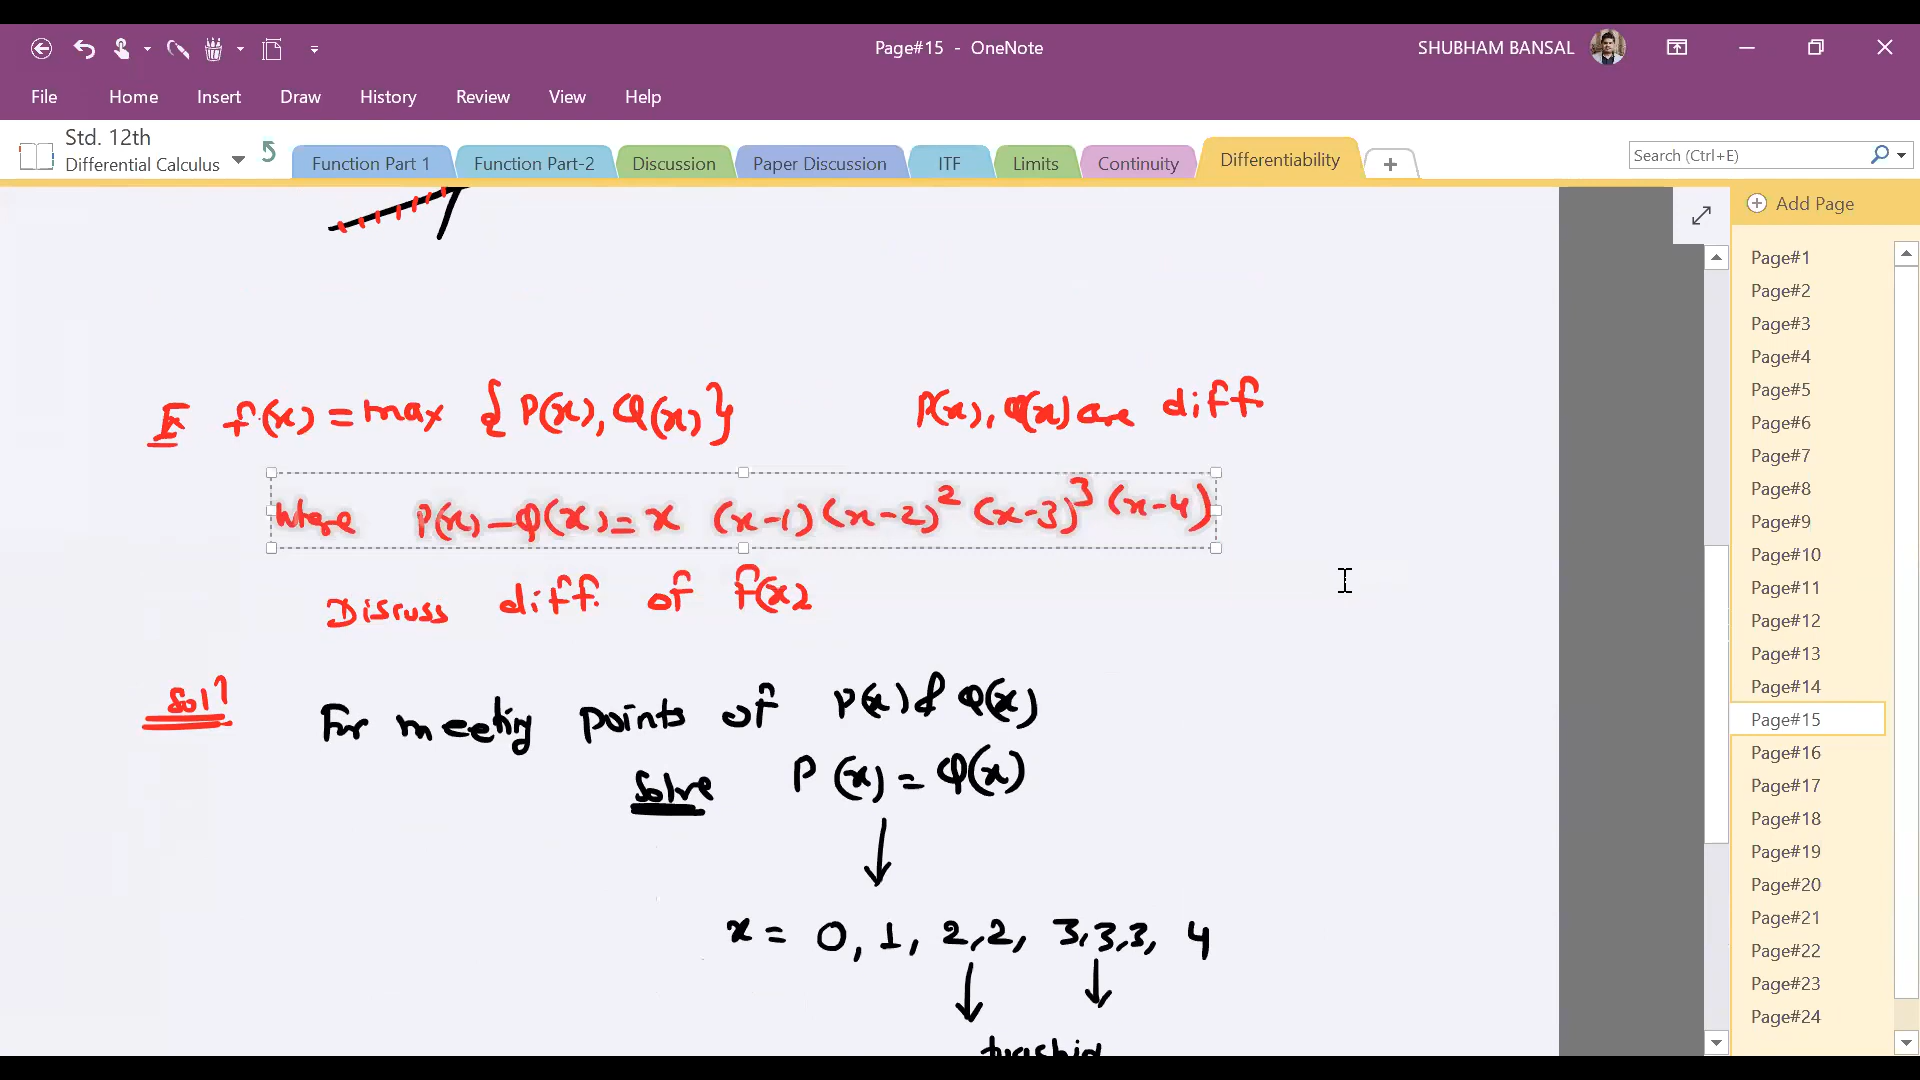 Page#15 - OneNote
SHUBHAM BANSAL
File Home Insert Draw History Review View Help
Std. 12th
Differential Calculus
Function Part 1
Function Part-2
Discussion
Paper Discussion
ITF
Limits
Continuity
Differentiability
Search (Ctrl+E)
Add Page
Page#1
Page#2
Page#3
Page#4
Page#5
Page#6
Page#7
Page#8
Page#9
Page#10
Page#11
Page#12
Page#13
Page#14
Page#15
Page#16
Page#17
Page#18
Page#19
Page#20
Page#21
Page#22
Page#23
Page#24
E f(x) = max {P(x), Q(x)} P(x), Q(x) are diff.
Where P(x) - Q(x) = x (x-1) (x-2)² (x-3)³ (x-4)
Discuss diff. of f(x)
Solⁿ For meeting points of P(x) & Q(x)
Solve P(x) = Q(x)
x = 0, 1, 2,2, 3,3,3, 4